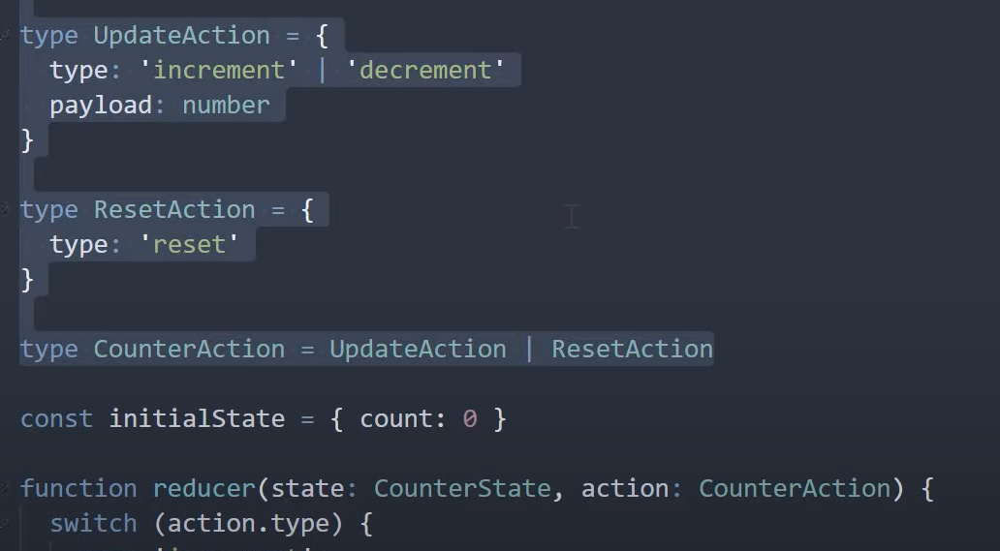 type UpdateAction = {
  type: 'increment' | 'decrement'
  payload: number
}
type ResetAction = {
  type: 'reset'
}
type CounterAction = UpdateAction | ResetAction
const initialState = { count: 0 }
function reducer(state: CounterState, action: CounterAction) {
  switch (action.type) {